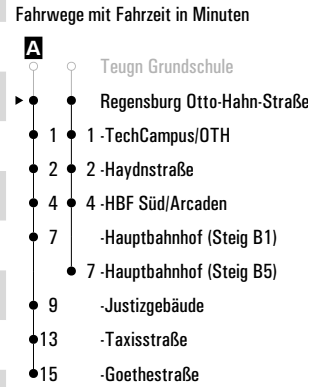 Fahrwege mit Fahrzeit in Minuten
A
Teugn Grundschule
Regensburg Otto-Hahn-Straße
1 1 -TechCampus/OTH
2 2 -Haydnstraße
4 4 -HBF Süd/Arcaden
7 -Hauptbahnhof (Steig B1)
7 -Hauptbahnhof (Steig B5)
9 -Justizgebäude
13 -Taxisstraße
15 -Goethestraße